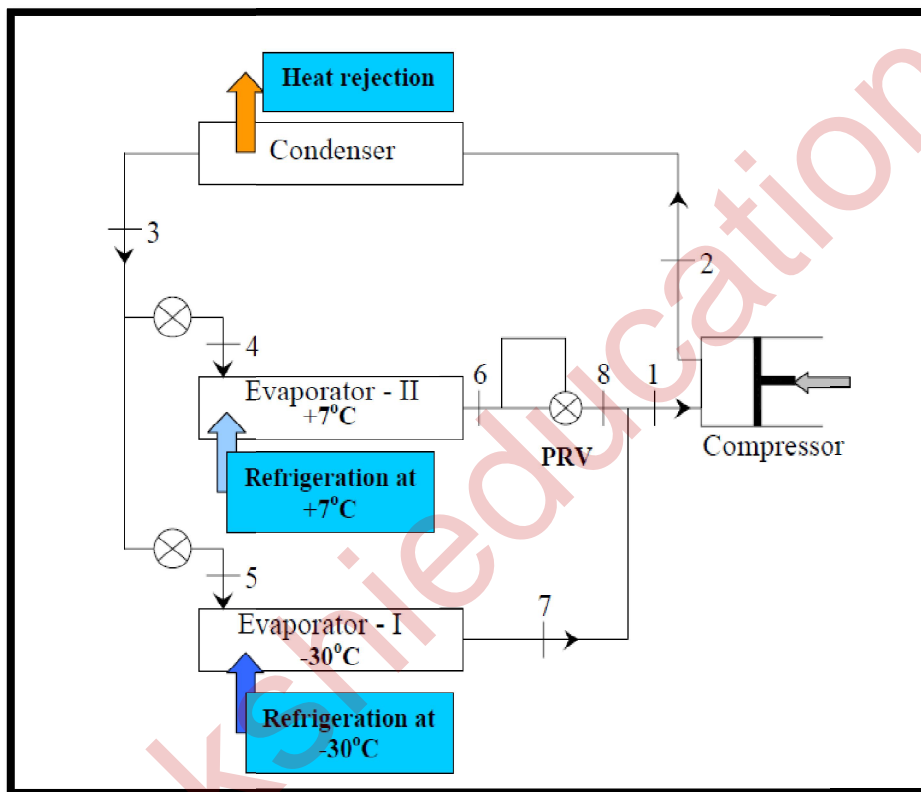 Heat rejection
Condenser
3
2
4
Evaporator - II
+7°C
6
8
1
PRV
Compressor
Refrigeration at
+7°C
5
Evaporator - I
-30°C
7
Refrigeration at
-30°C
kshieducation